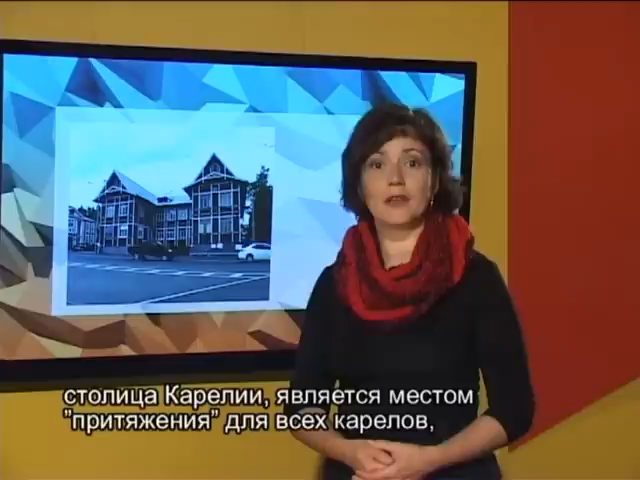 столица Карелии, является местом
"притяжения" для всех карелов,